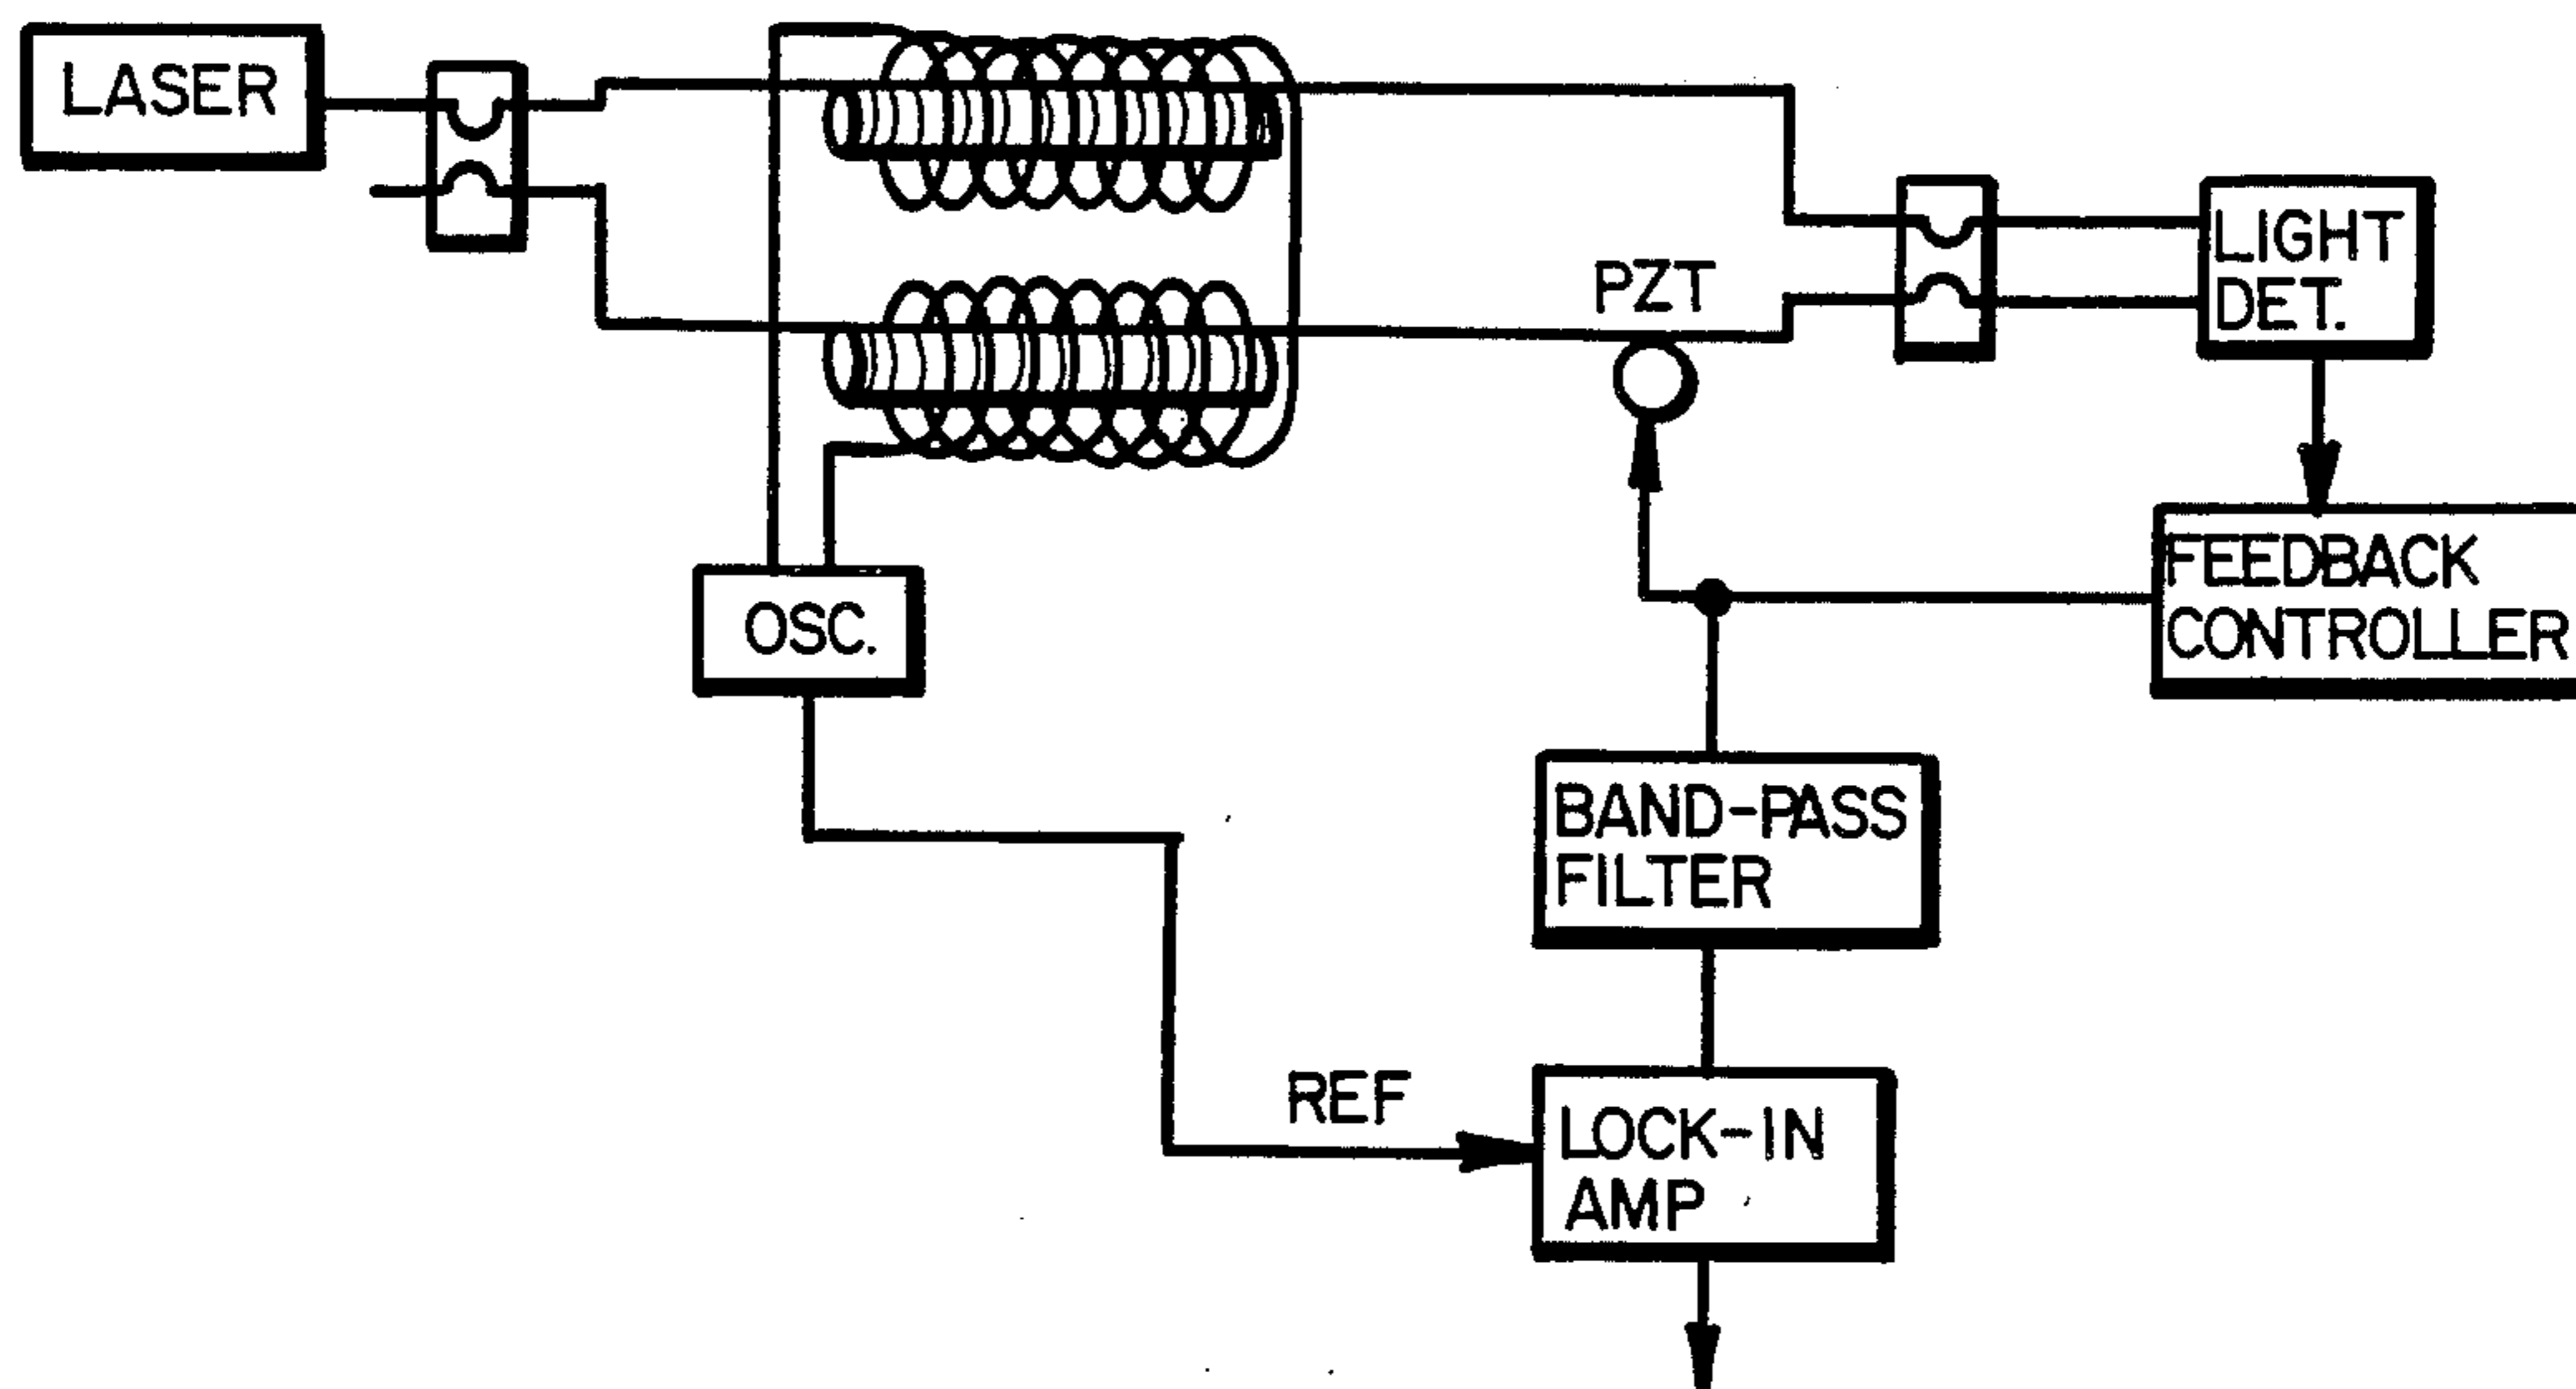 LASER
LIGHT
DET.
PZT
FEEDBACK
CONTROLLER
OSC.
BAND-PASS
FILTER
REF
LOCK-IN
AMP